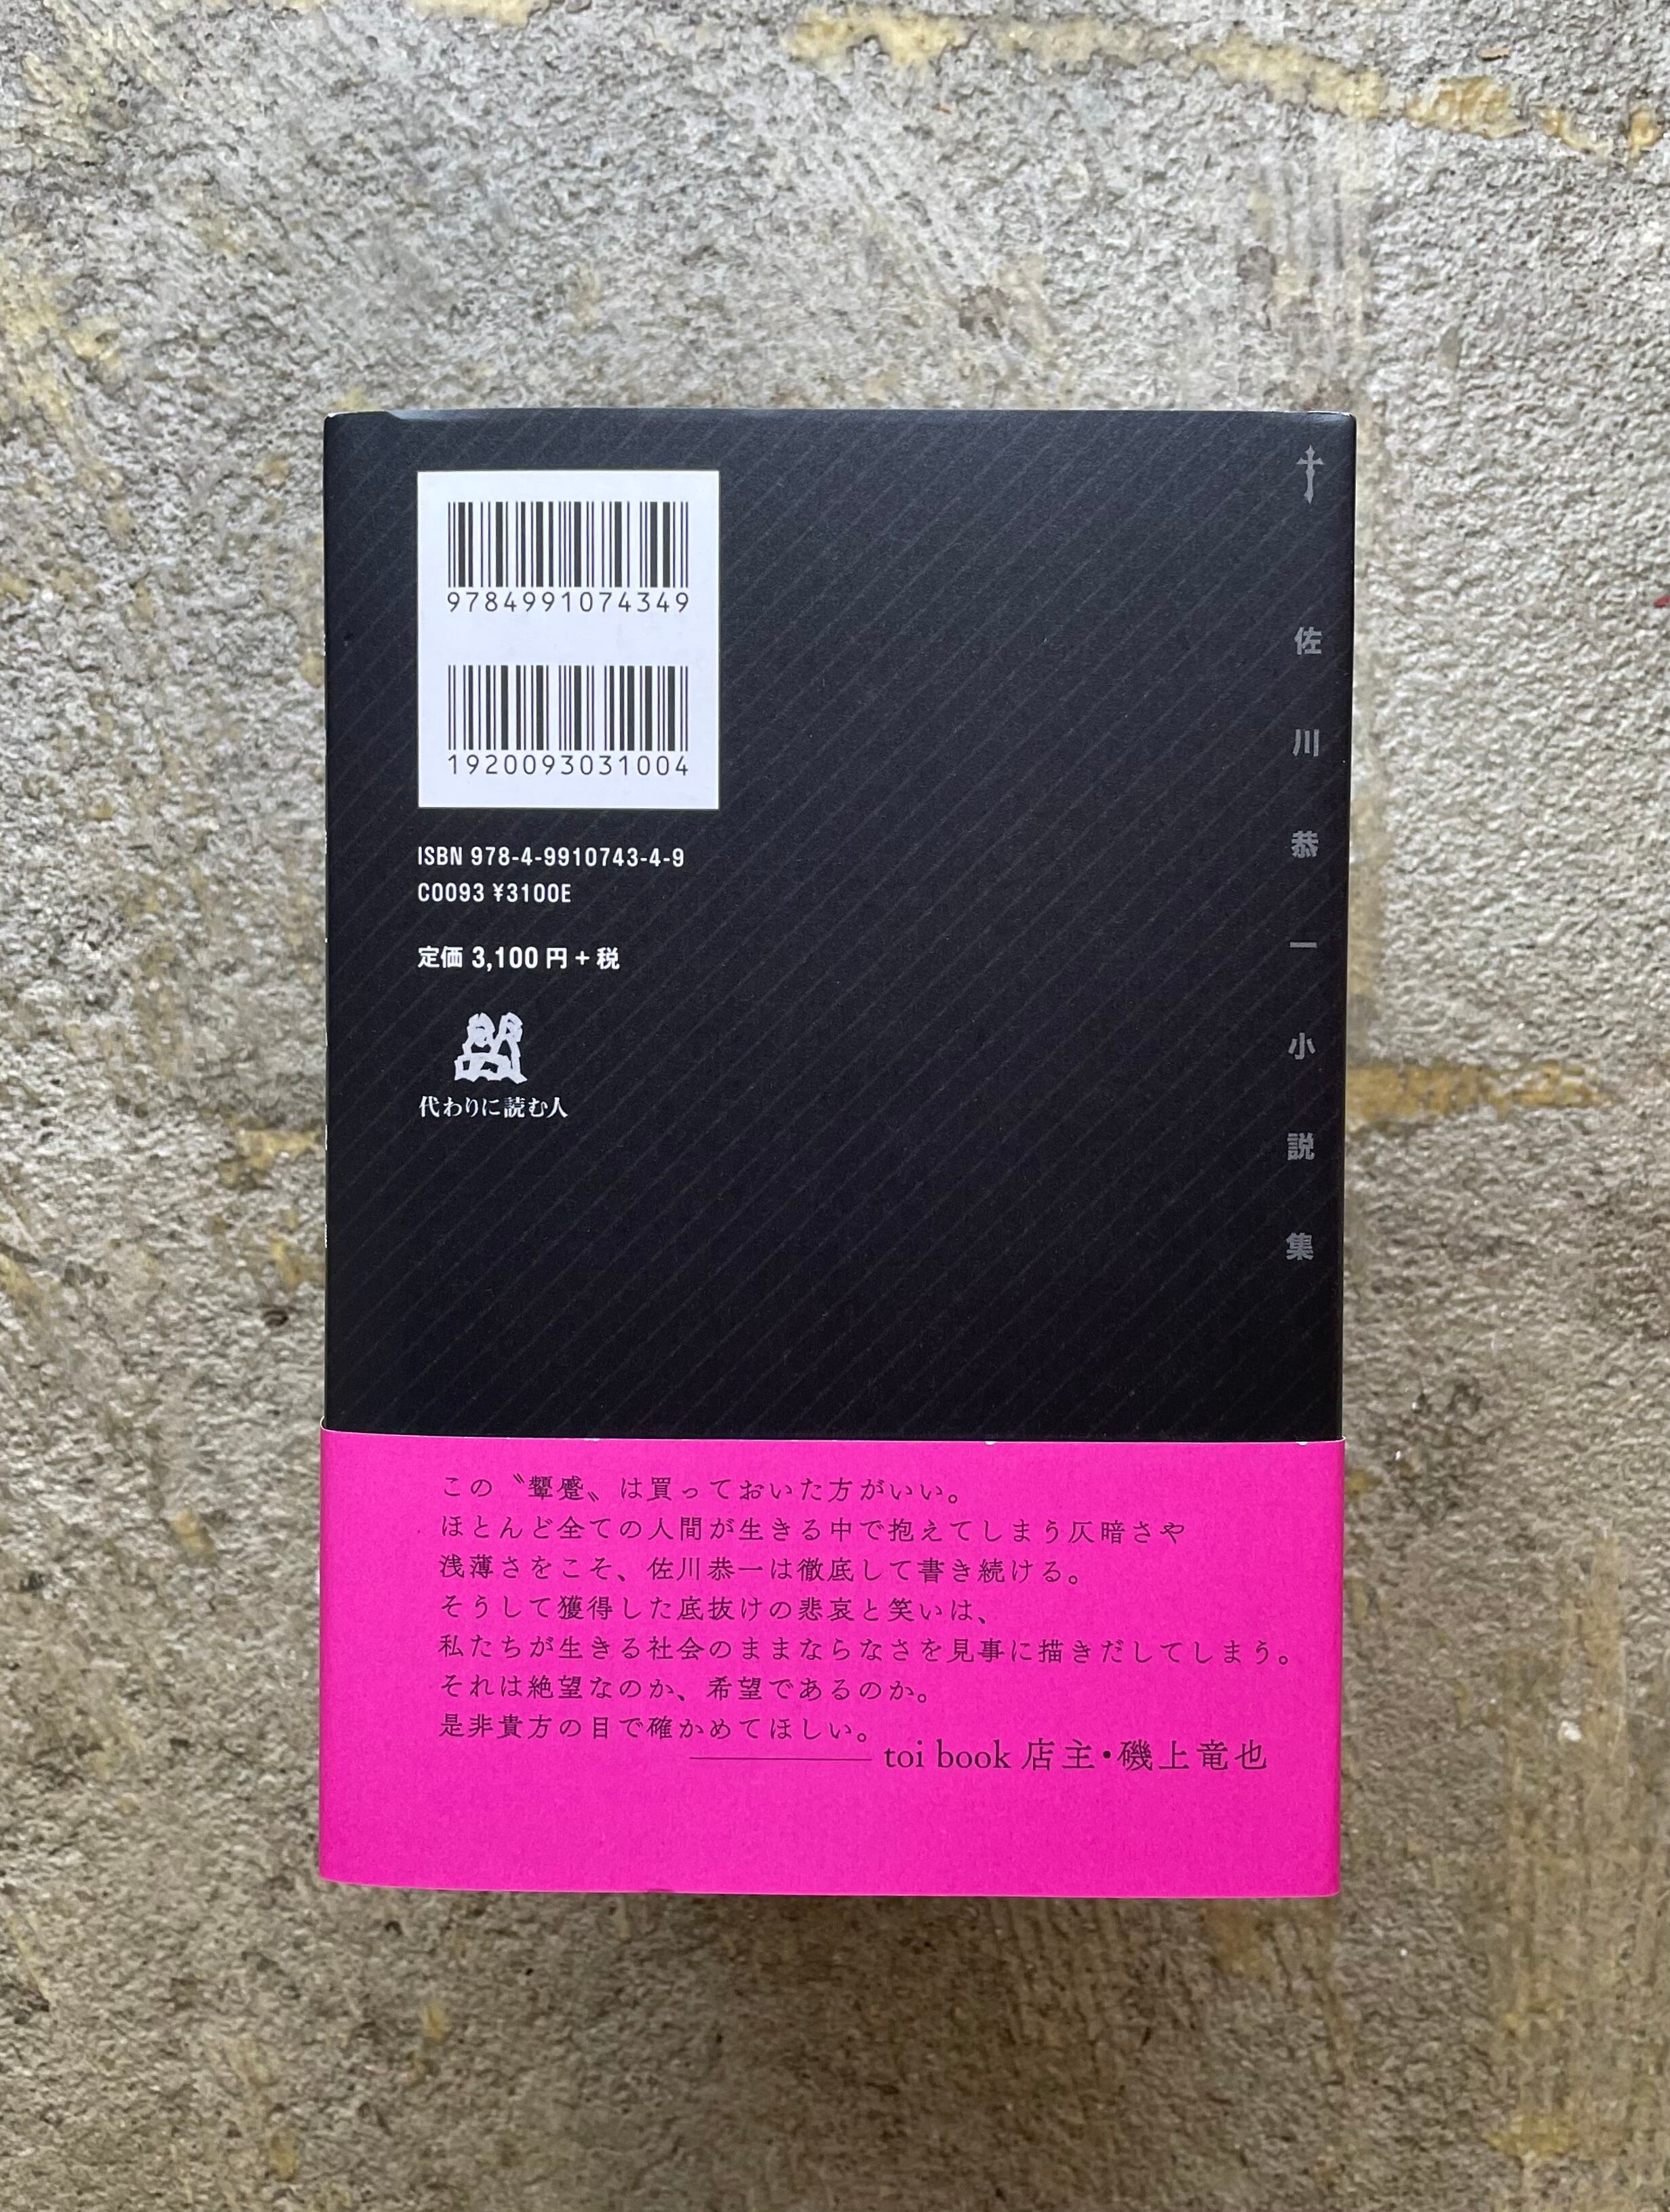 9784991074349
1920093031004
ISBN 978-4-9910743-4-9
C0093 ¥3100E
定価 3,100 円 + 税
代わりに読む人
佐川恭一小説集
この〝顰蹙〟は買っておいた方がいい。
ほとんど全ての人間が生きる中で抱えてしまう仄暗さや
浅薄さをこそ、佐川恭一は徹底して書き続ける。
そうして獲得した底抜けの悲哀と笑いは、
私たちが生きる社会のままならなさを見事に描きだしてしまう。
それは絶望なのか、希望であるのか。
是非貴方の目で確かめてほしい。
toi book 店主・磯上竜也